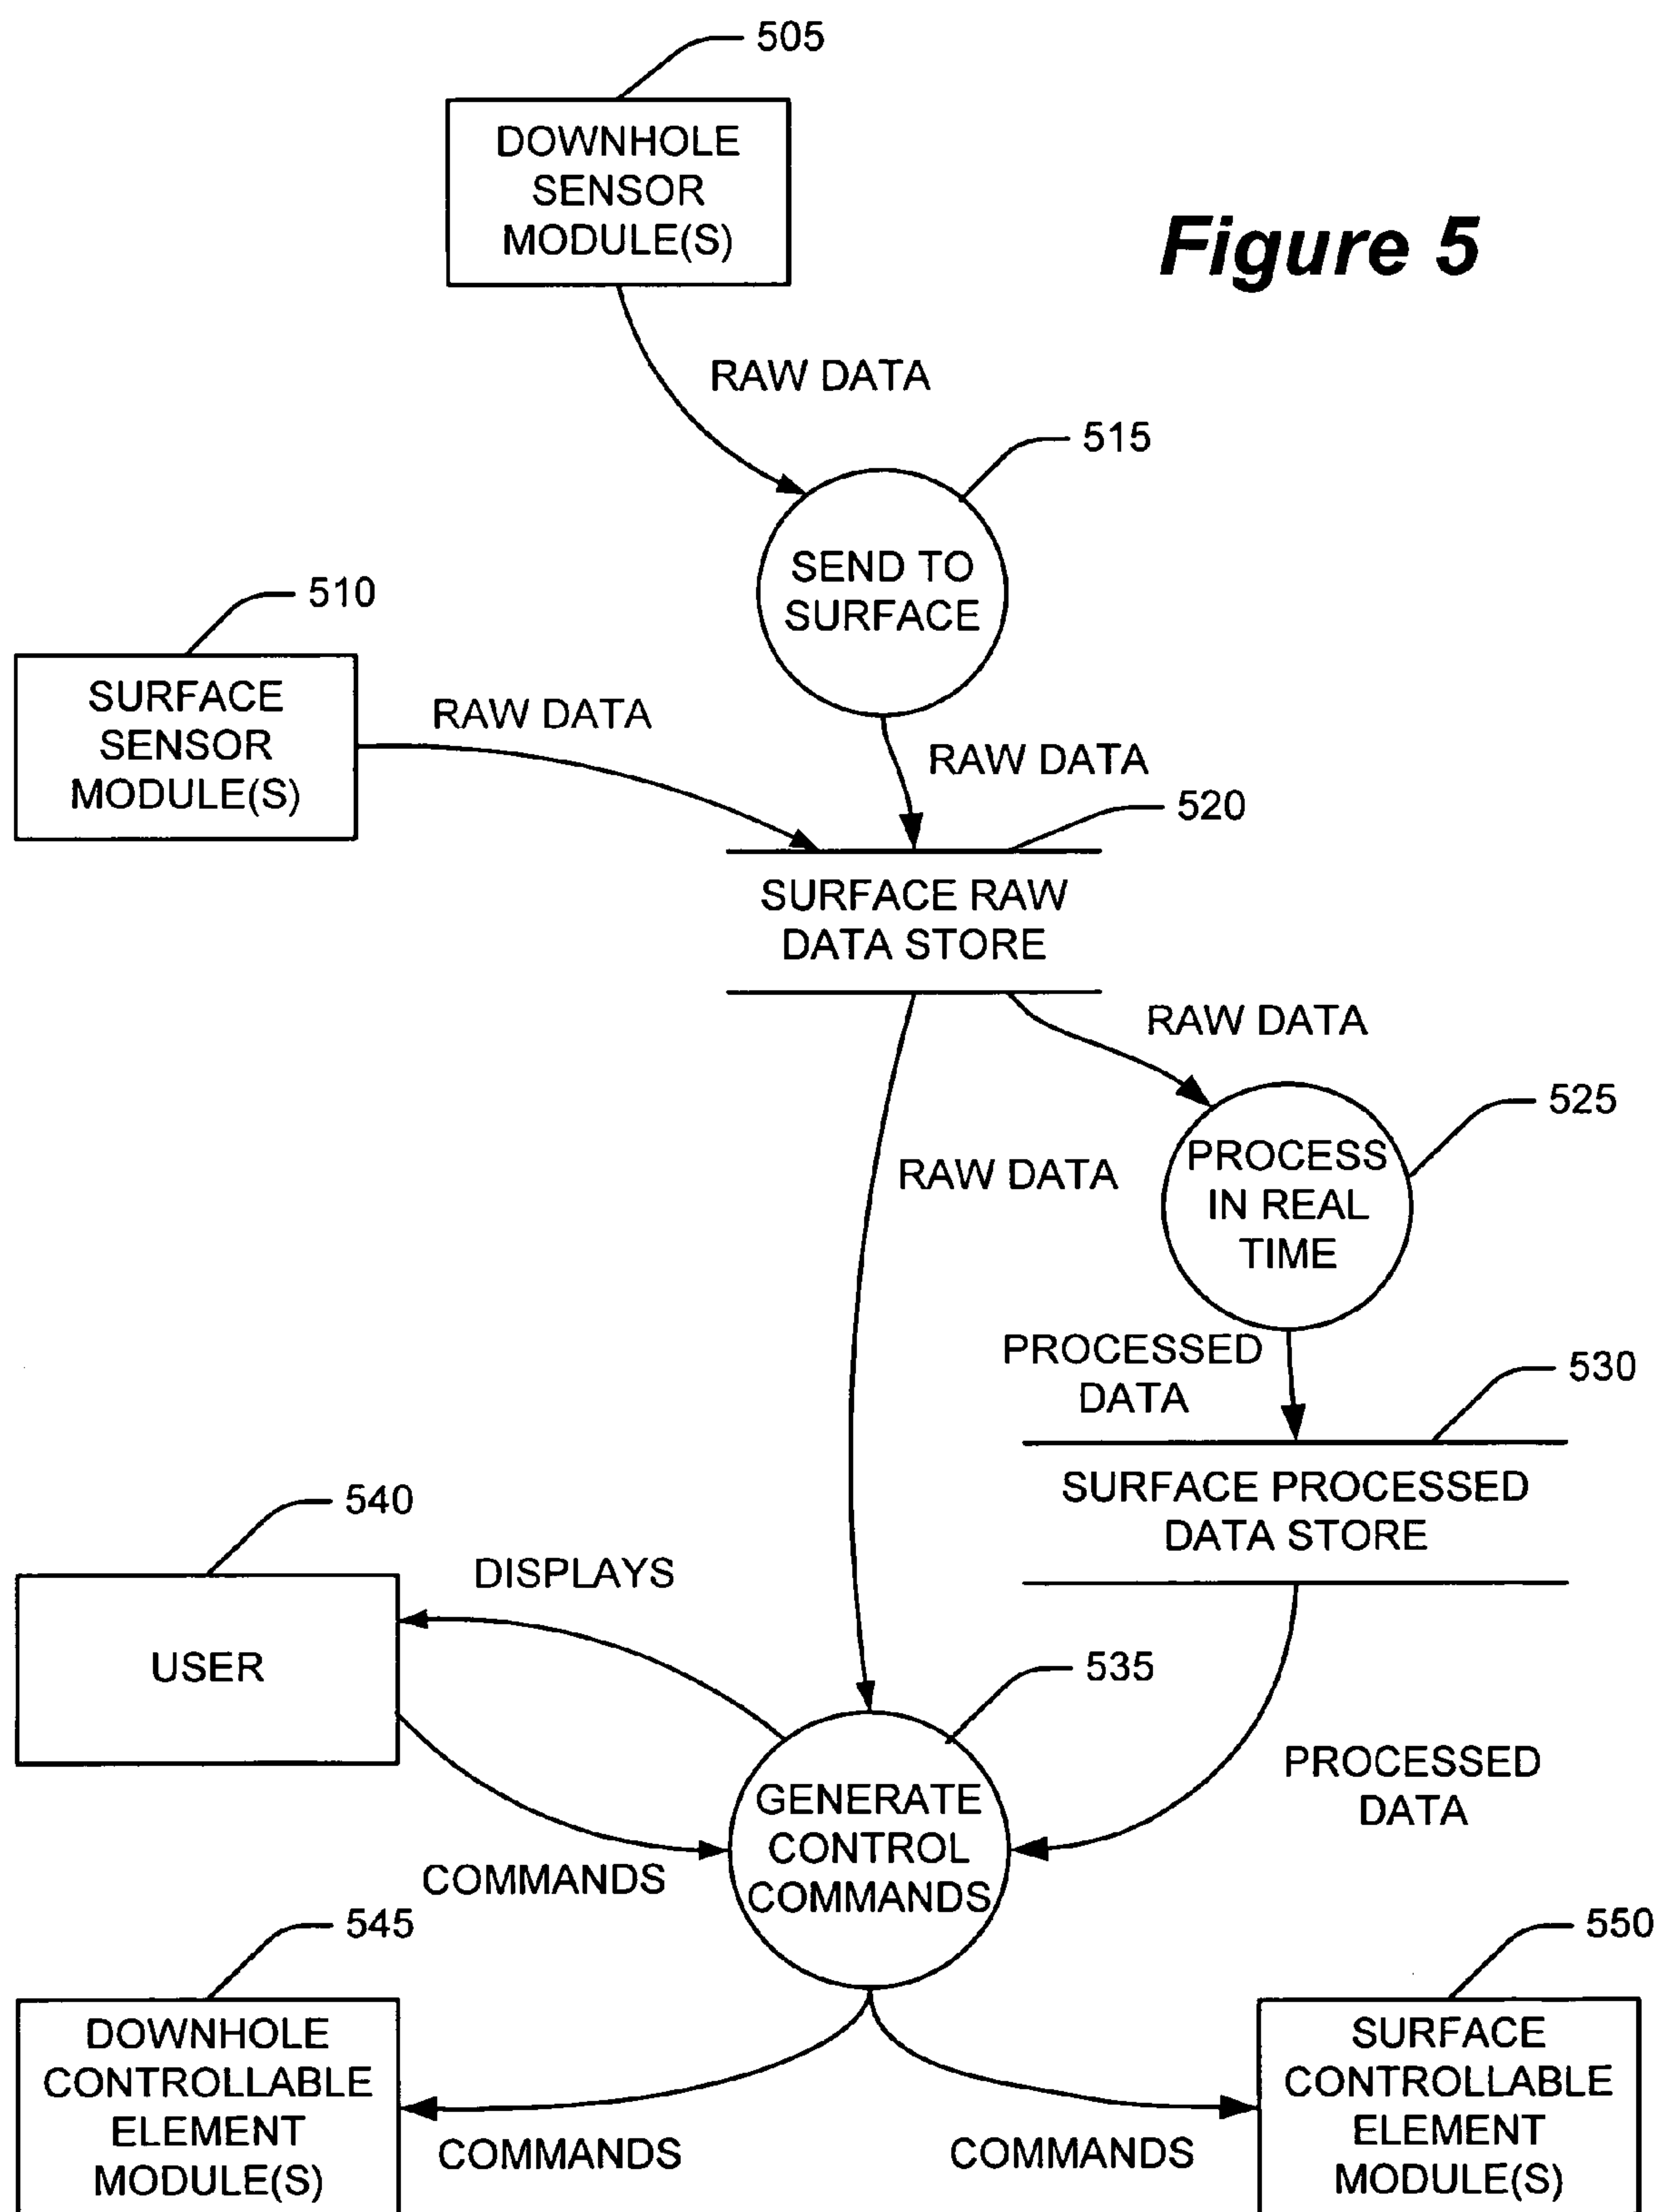 505
DOWNHOLE
SENSOR
MODULE(S)
Figure 5
RAW DATA
515
SEND TO
SURFACE
510
SURFACE
SENSOR
MODULE(S)
RAW DATA
RAW DATA
520
SURFACE RAW
DATA STORE
RAW DATA
525
RAW DATA
PROCESS
IN REAL
TIME
PROCESSED
DATA
530
SURFACE PROCESSED
DATA STORE
540
DISPLAYS
USER
535
PROCESSED
DATA
GENERATE
CONTROL
COMMANDS
COMMANDS
545
550
DOWNHOLE
CONTROLLABLE
ELEMENT
MODULE(S)
COMMANDS
COMMANDS
SURFACE
CONTROLLABLE
ELEMENT
MODULE(S)